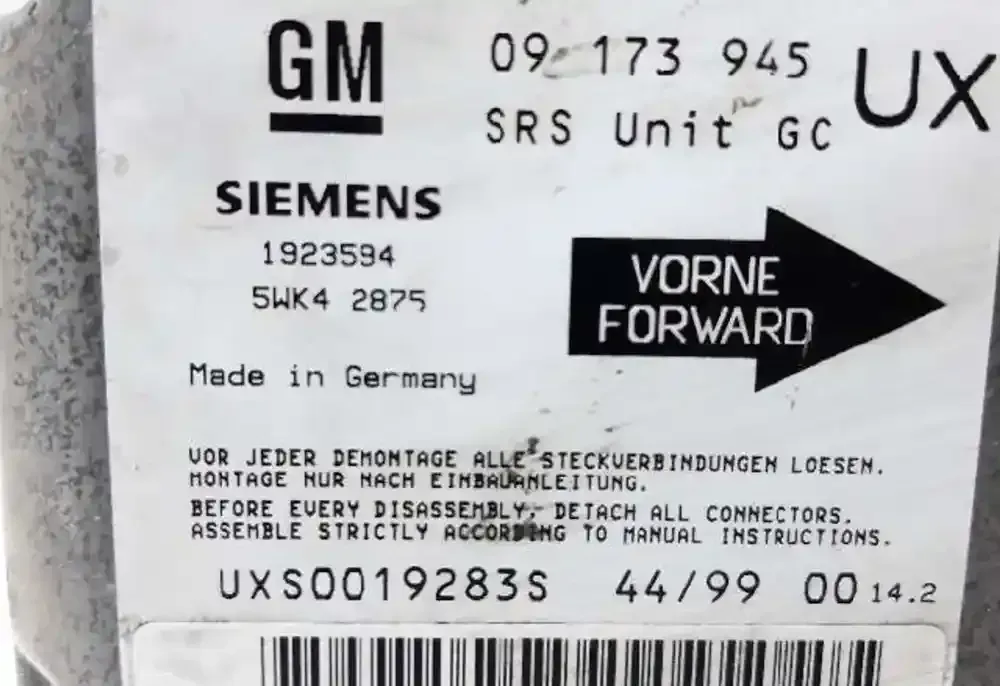 GM
09 173 945
UX
SRS Unit GC
SIEMENS
1923594
5WK4 2875
VORNE
FORWARD
Made in Germany
VOR JEDER DEMONTAGE ALLE STECKVERBINDUNGEN LOESEN.
MONTAGE NUR NACH EINBAUANLEITUNG.
BEFORE EVERY DISASSEMBLY, DETACH ALL CONNECTORS.
ASSEMBLE STRICTLY ACCORDING TO MANUAL INSTRUCTIONS.
UXS0019283S 44/99 00 14.2